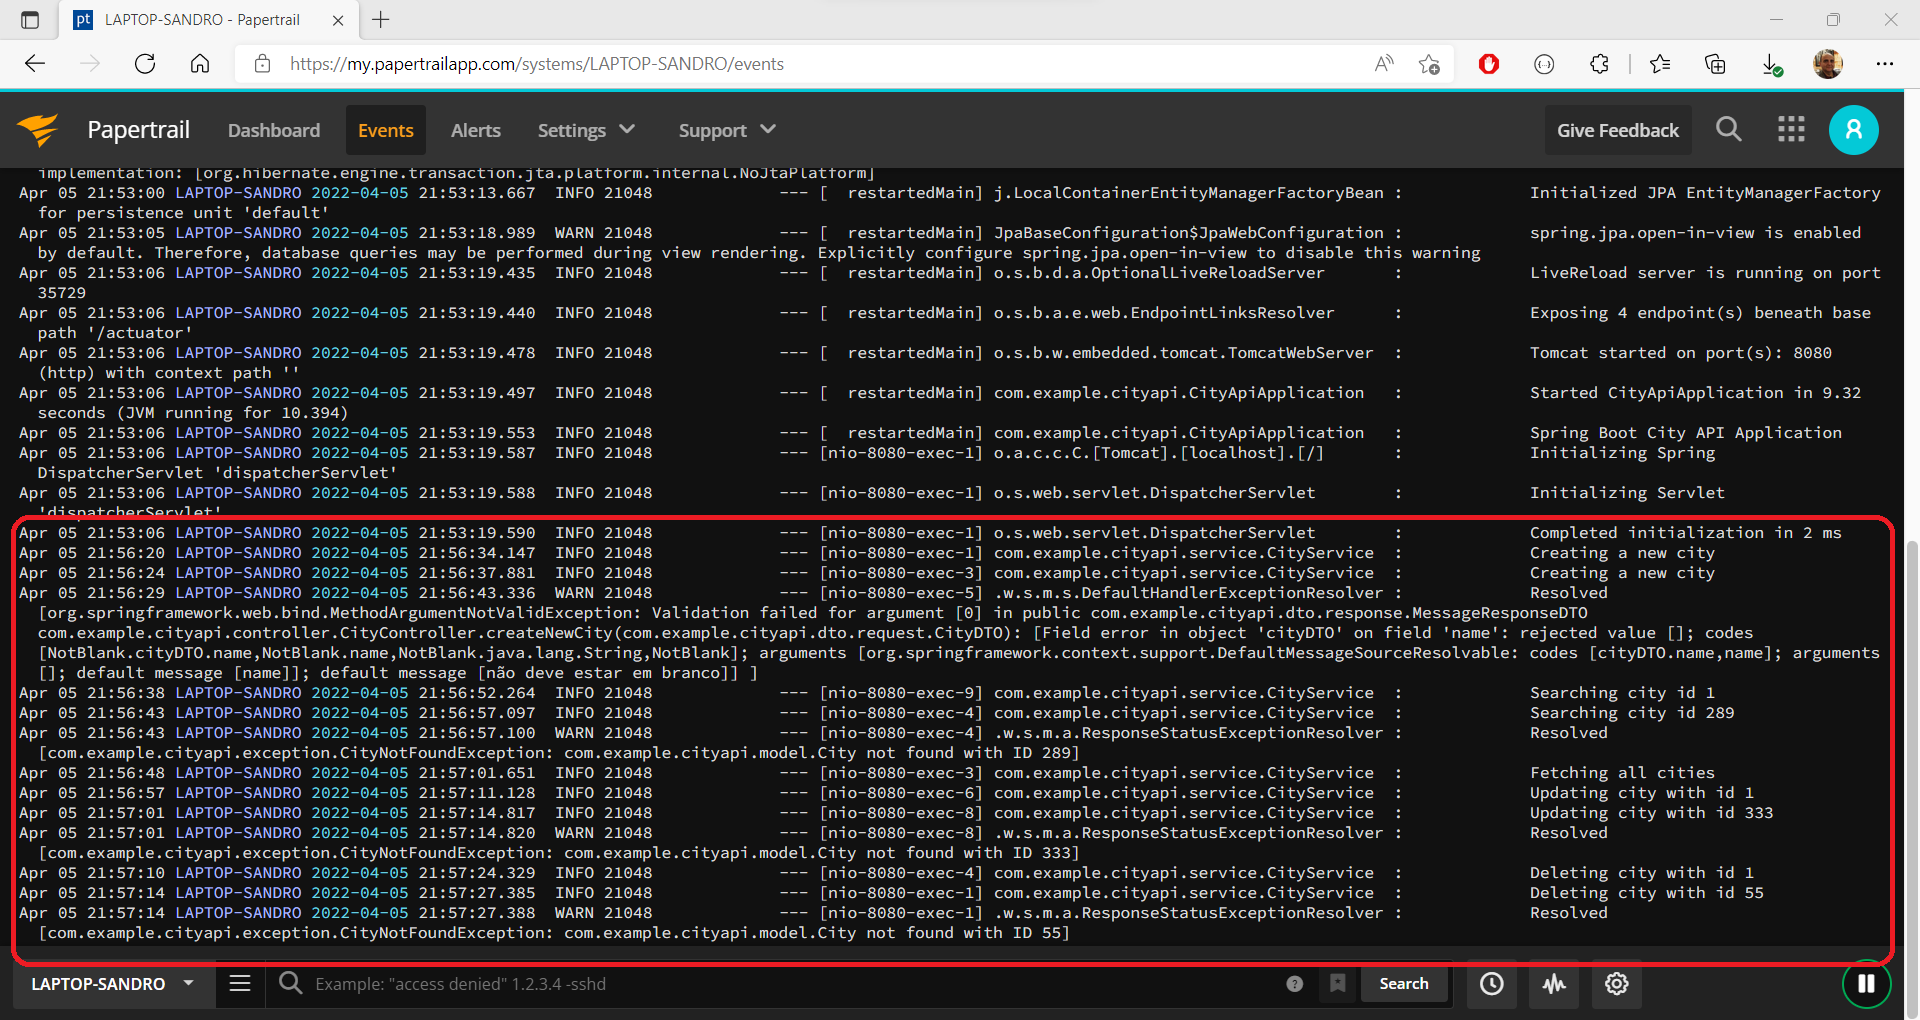 pt LAPTOP-SANDRO - Papertrail
https://my.papertrailapp.com/systems/LAPTOP-SANDRO/events
Papertrail Dashboard Events Alerts Settings Support Give Feedback
implementation: [org.hibernate.engine.transaction.jta.platform.internal.NoJtaPlatform]
Apr 05 21:53:00 LAPTOP-SANDRO 2022-04-05 21:53:13.667 INFO 21048 --- [ restartedMain] j.LocalContainerEntityManagerFactoryBean : Initialized JPA EntityManagerFactory
for persistence unit 'default'
Apr 05 21:53:05 LAPTOP-SANDRO 2022-04-05 21:53:18.989 WARN 21048 --- [ restartedMain] JpaBaseConfiguration$JpaWebConfiguration : spring.jpa.open-in-view is enabled
by default. Therefore, database queries may be performed during view rendering. Explicitly configure spring.jpa.open-in-view to disable this warning
Apr 05 21:53:06 LAPTOP-SANDRO 2022-04-05 21:53:19.435 INFO 21048 --- [ restartedMain] o.s.b.d.a.OptionalLiveReloadServer : LiveReload server is running on port
35729
Apr 05 21:53:06 LAPTOP-SANDRO 2022-04-05 21:53:19.440 INFO 21048 --- [ restartedMain] o.s.b.a.e.web.EndpointLinksResolver : Exposing 4 endpoint(s) beneath base
path '/actuator'
Apr 05 21:53:06 LAPTOP-SANDRO 2022-04-05 21:53:19.478 INFO 21048 --- [ restartedMain] o.s.b.w.embedded.tomcat.TomcatWebServer : Tomcat started on port(s): 8080
(http) with context path ''
Apr 05 21:53:06 LAPTOP-SANDRO 2022-04-05 21:53:19.497 INFO 21048 --- [ restartedMain] com.example.cityapi.CityApiApplication : Started CityApiApplication in 9.32
seconds (JVM running for 10.394)
Apr 05 21:53:06 LAPTOP-SANDRO 2022-04-05 21:53:19.553 INFO 21048 --- [ restartedMain] com.example.cityapi.CityApiApplication : Spring Boot City API Application
Apr 05 21:53:06 LAPTOP-SANDRO 2022-04-05 21:53:19.587 INFO 21048 --- [nio-8080-exec-1] o.a.c.c.C.[Tomcat].[localhost].[/] : Initializing Spring
DispatcherServlet 'dispatcherServlet'
Apr 05 21:53:06 LAPTOP-SANDRO 2022-04-05 21:53:19.588 INFO 21048 --- [nio-8080-exec-1] o.s.web.servlet.DispatcherServlet : Initializing Servlet
'dispatcherServlet'
Apr 05 21:53:06 LAPTOP-SANDRO 2022-04-05 21:53:19.590 INFO 21048 --- [nio-8080-exec-1] o.s.web.servlet.DispatcherServlet : Completed initialization in 2 ms
Apr 05 21:56:20 LAPTOP-SANDRO 2022-04-05 21:56:34.147 INFO 21048 --- [nio-8080-exec-1] com.example.cityapi.service.CityService : Creating a new city
Apr 05 21:56:24 LAPTOP-SANDRO 2022-04-05 21:56:37.881 INFO 21048 --- [nio-8080-exec-3] com.example.cityapi.service.CityService : Creating a new city
Apr 05 21:56:29 LAPTOP-SANDRO 2022-04-05 21:56:43.336 WARN 21048 --- [nio-8080-exec-5] .w.s.m.s.DefaultHandlerExceptionResolver : Resolved
[org.springframework.web.bind.MethodArgumentNotValidException: Validation failed for argument [0] in public com.example.cityapi.dto.response.MessageResponseDTO
com.example.cityapi.controller.CityController.createNewCity(com.example.cityapi.dto.request.CityDTO): [Field error in object 'cityDTO' on field 'name': rejected value []; codes
[NotBlank.cityDTO.name,NotBlank.name,NotBlank.java.lang.String,NotBlank]; arguments [org.springframework.context.support.DefaultMessageSourceResolvable: codes [cityDTO.name,name]; arguments
[]; default message [name]]; default message [não deve estar em branco]] ]
Apr 05 21:56:38 LAPTOP-SANDRO 2022-04-05 21:56:52.264 INFO 21048 --- [nio-8080-exec-9] com.example.cityapi.service.CityService : Searching city id 1
Apr 05 21:56:43 LAPTOP-SANDRO 2022-04-05 21:56:57.097 INFO 21048 --- [nio-8080-exec-4] com.example.cityapi.service.CityService : Searching city id 289
Apr 05 21:56:43 LAPTOP-SANDRO 2022-04-05 21:56:57.100 WARN 21048 --- [nio-8080-exec-4] .w.s.m.a.ResponseStatusExceptionResolver : Resolved
[com.example.cityapi.exception.CityNotFoundException: com.example.cityapi.model.City not found with ID 289]
Apr 05 21:56:48 LAPTOP-SANDRO 2022-04-05 21:57:01.651 INFO 21048 --- [nio-8080-exec-3] com.example.cityapi.service.CityService : Fetching all cities
Apr 05 21:56:57 LAPTOP-SANDRO 2022-04-05 21:57:11.128 INFO 21048 --- [nio-8080-exec-6] com.example.cityapi.service.CityService : Updating city with id 1
Apr 05 21:57:01 LAPTOP-SANDRO 2022-04-05 21:57:14.817 INFO 21048 --- [nio-8080-exec-8] com.example.cityapi.service.CityService : Updating city with id 333
Apr 05 21:57:01 LAPTOP-SANDRO 2022-04-05 21:57:14.820 WARN 21048 --- [nio-8080-exec-8] .w.s.m.a.ResponseStatusExceptionResolver : Resolved
[com.example.cityapi.exception.CityNotFoundException: com.example.cityapi.model.City not found with ID 333]
Apr 05 21:57:10 LAPTOP-SANDRO 2022-04-05 21:57:24.329 INFO 21048 --- [nio-8080-exec-4] com.example.cityapi.service.CityService : Deleting city with id 1
Apr 05 21:57:14 LAPTOP-SANDRO 2022-04-05 21:57:27.385 INFO 21048 --- [nio-8080-exec-1] com.example.cityapi.service.CityService : Deleting city with id 55
Apr 05 21:57:14 LAPTOP-SANDRO 2022-04-05 21:57:27.388 WARN 21048 --- [nio-8080-exec-1] .w.s.m.a.ResponseStatusExceptionResolver : Resolved
[com.example.cityapi.exception.CityNotFoundException: com.example.cityapi.model.City not found with ID 55]
LAPTOP-SANDRO Example: "access denied" 1.2.3.4 -sshd ? Search